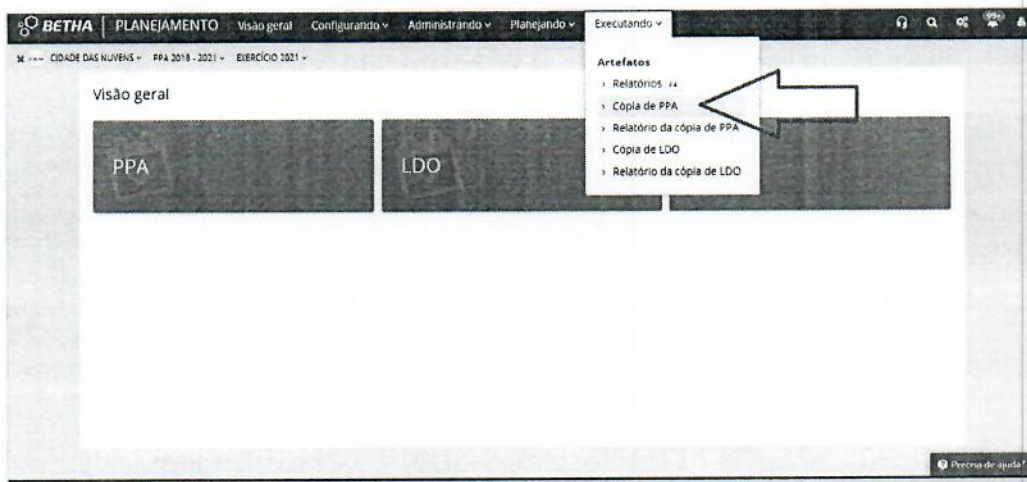 BETHA | PLANEJAMENTO Visão geral Configurando Administrando Planejando Executando
99+
CIDADE DAS NUVENS PPA 2018 - 2021 EXERCÍCIO 2021
Artefatos
Relatórios
Visão geral
Cópia de PPA
Relatório da cópia de PPA
Cópia de LDO
Relatório da cópia de LDO
PPA
LDO
Precisa de ajuda?